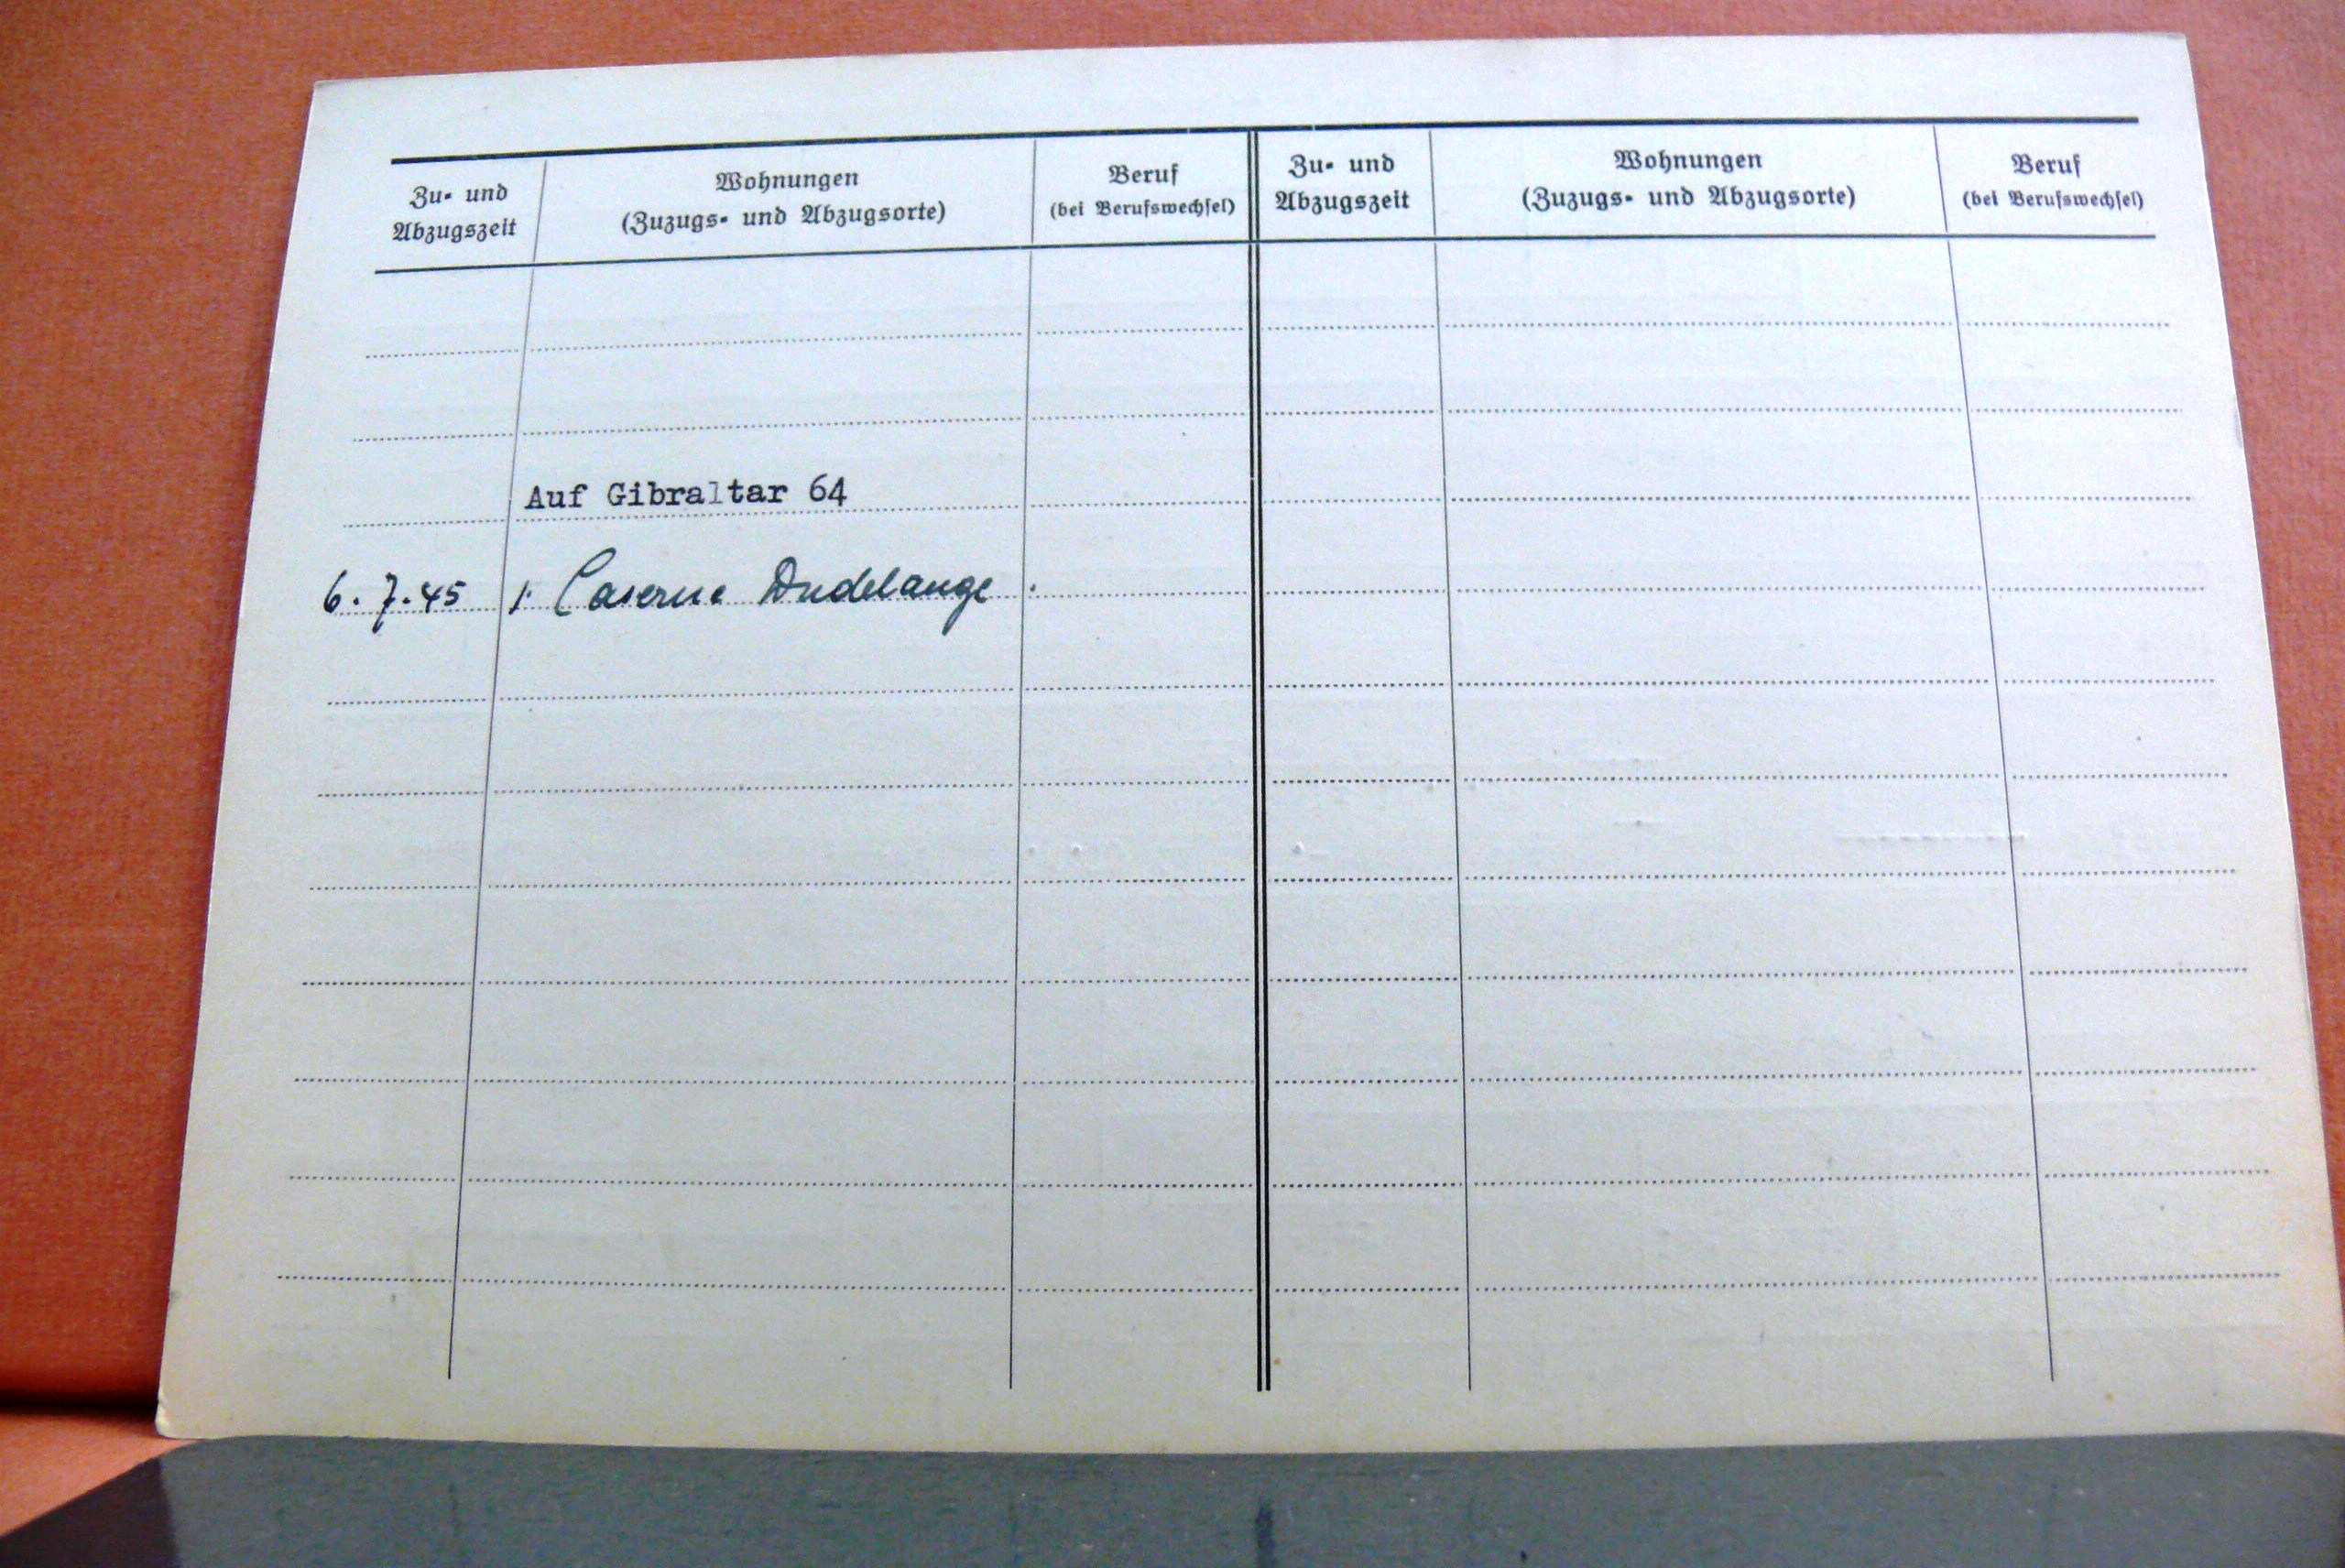 Zu- und Abzugszeit
Wohnungen (Zuzugs- und Abzugsorte)
Beruf (bei Berufswechsel)
Zu- und Abzugszeit
Wohnungen (Zuzugs- und Abzugsorte)
Beruf (bei Berufswechsel)
Auf Gibraltar 64
6.7.45 1. Caserne Dudelange